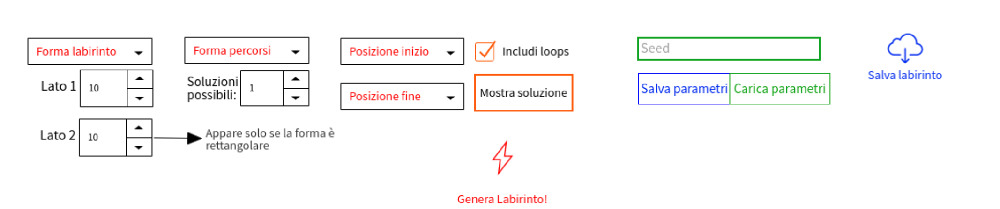 Forma labirinto
Forma percorsi
Posizione inizio
Includi loops
Seed
Salva labirinto
Lato 1
10
Soluzioni
possibili:
1
Posizione fine
Mostra soluzione
Salva parametri
Carica parametri
Lato 2
10
Appare solo se la forma è
rettangolare
Genera Labirinto!